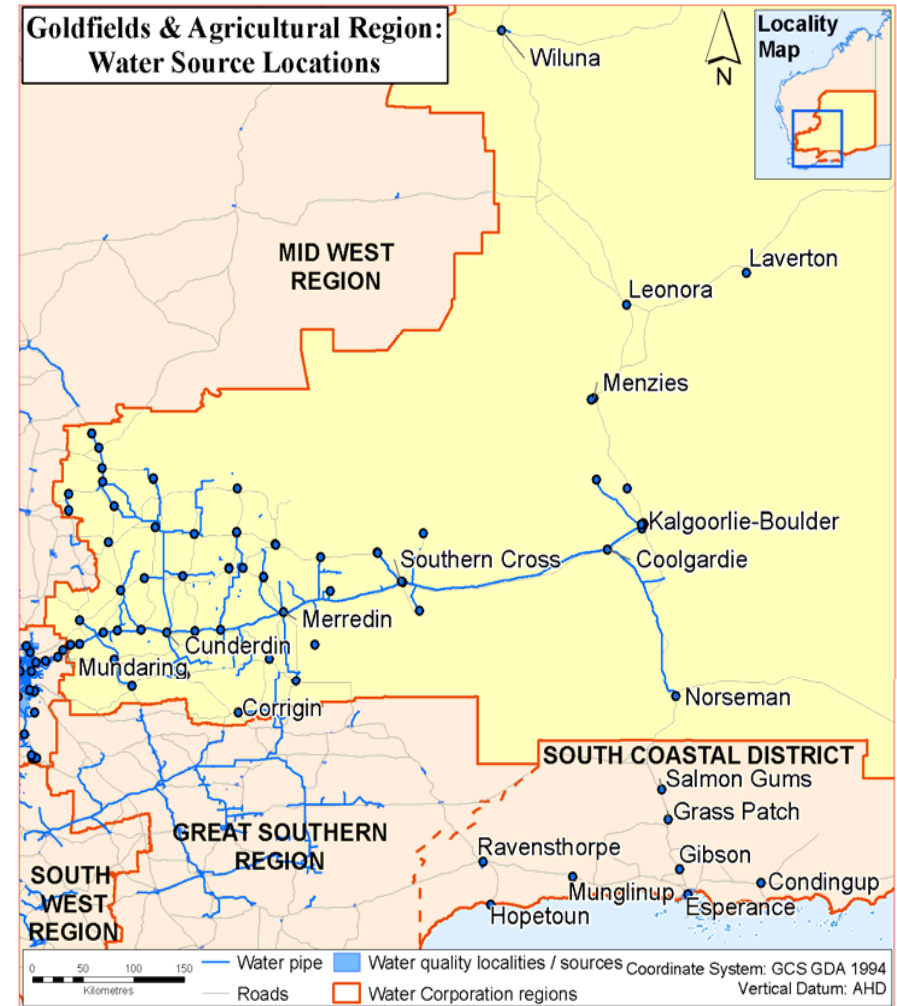 Goldfields & Agricultural Region:
Water Source Locations
Wiluna
N
Locality
Map
MID WEST
REGION
Laverton
Leonora
Menzies
Kalgoorlie-Boulder
Southern Cross
Coolgardie
Merredin
Cunderdin
Mundaring
Corrigin
Norseman
SOUTH COASTAL DISTRICT
Salmon Gums
Grass Patch
GREAT SOUTHERN
REGION
Ravensthorpe
Gibson
Munglinup
Condingup
Hopetoun
Esperance
SOUTH
WEST
REGION
0 50 100 150
Kilometres
Water pipe
Water quality localities / sources
Roads
Water Corporation regions
Coordinate System: GCS GDA 1994
Vertical Datum: AHD